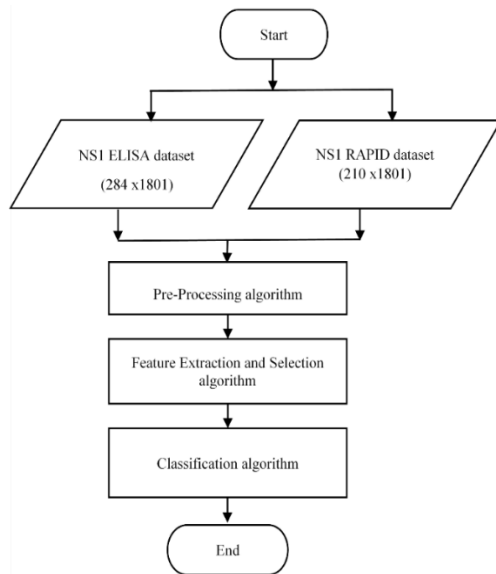 Start
NS1 ELISA dataset
(284 x1801)
NS1 RAPID dataset
(210 x1801)
Pre-Processing algorithm
Feature Extraction and Selection
algorithm
Classification algorithm
End